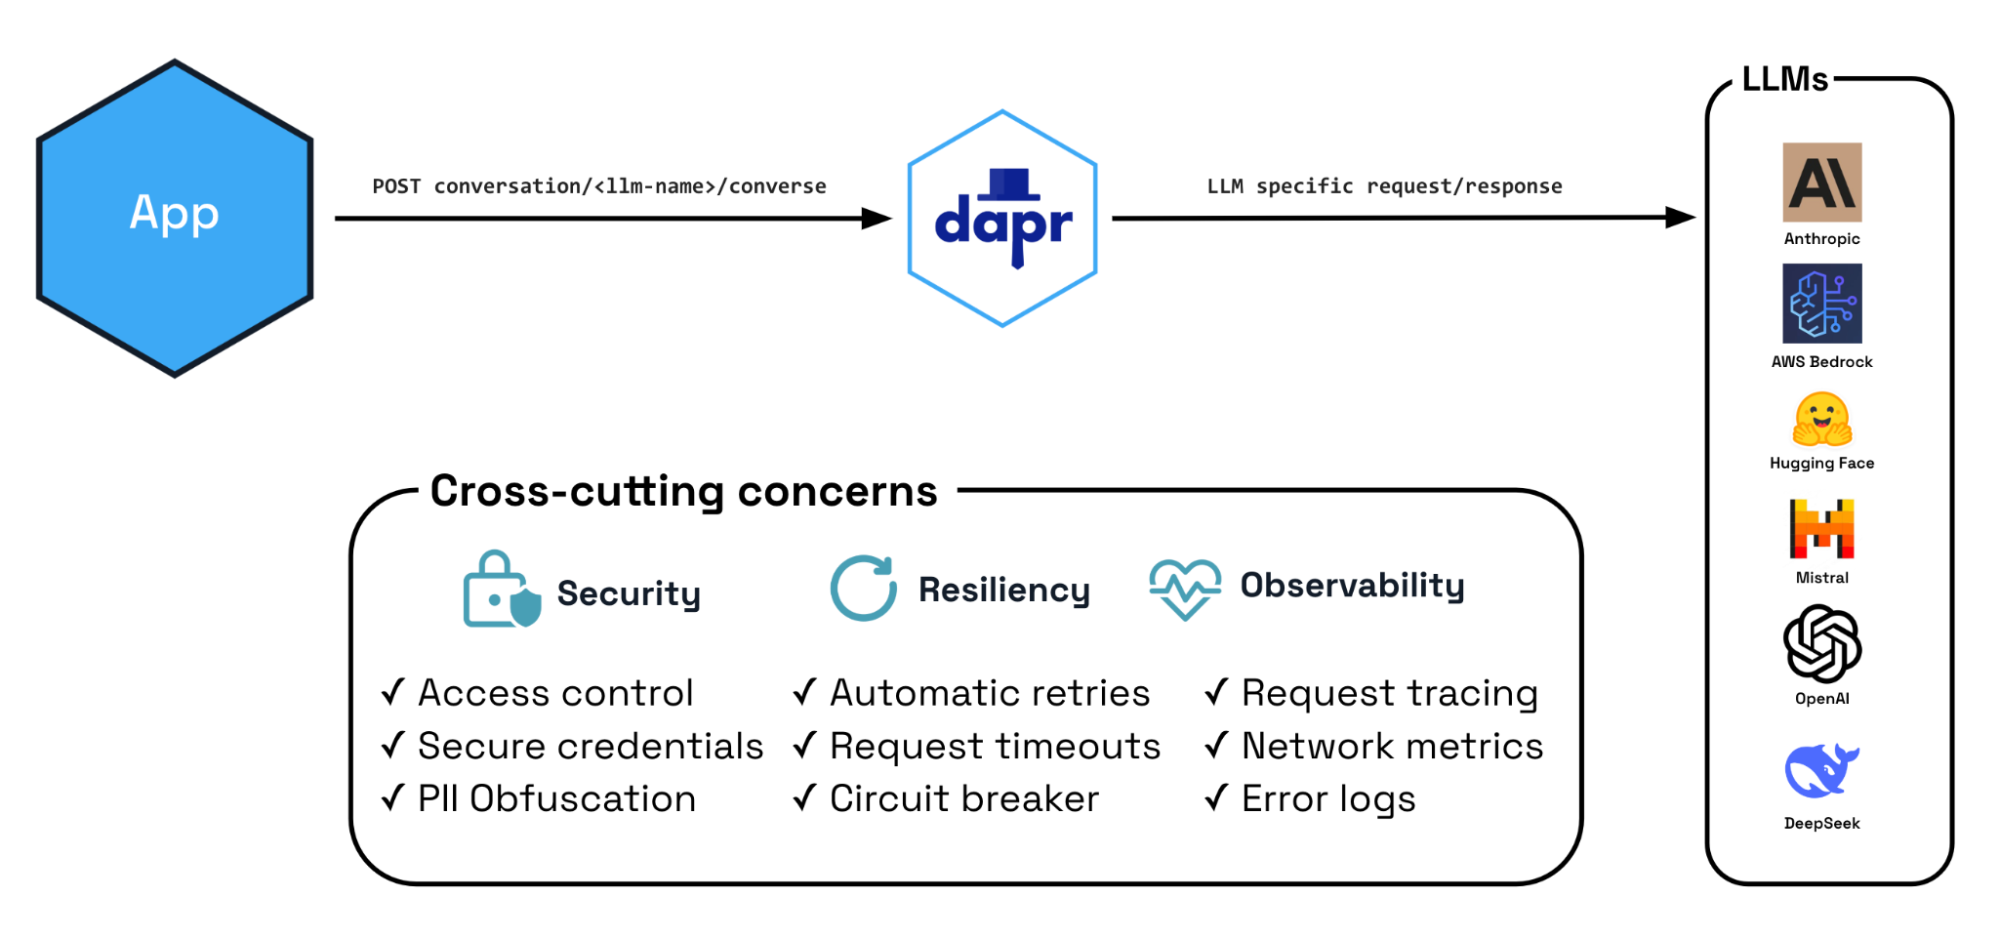 App
POST conversation/<llm-name>/converse
dapr
LLM specific request/response
LLMs
Anthropic
AWS Bedrock
Hugging Face
Mistral
OpenAI
DeepSeek
Cross-cutting concerns
Security
✓ Access control
✓ Secure credentials
✓ PII Obfuscation
Resiliency
✓ Automatic retries
✓ Request timeouts
✓ Circuit breaker
Observability
✓ Request tracing
✓ Network metrics
✓ Error logs